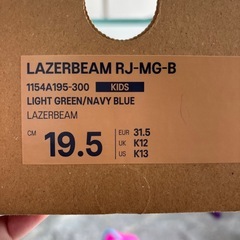 LAZERBEAM RJ-MG-B
1154A195-300 KIDS
LIGHT GREEN/NAVY BLUE
LAZERBEAM
CM 19.5
EUR 31.5
UK K12
US K13